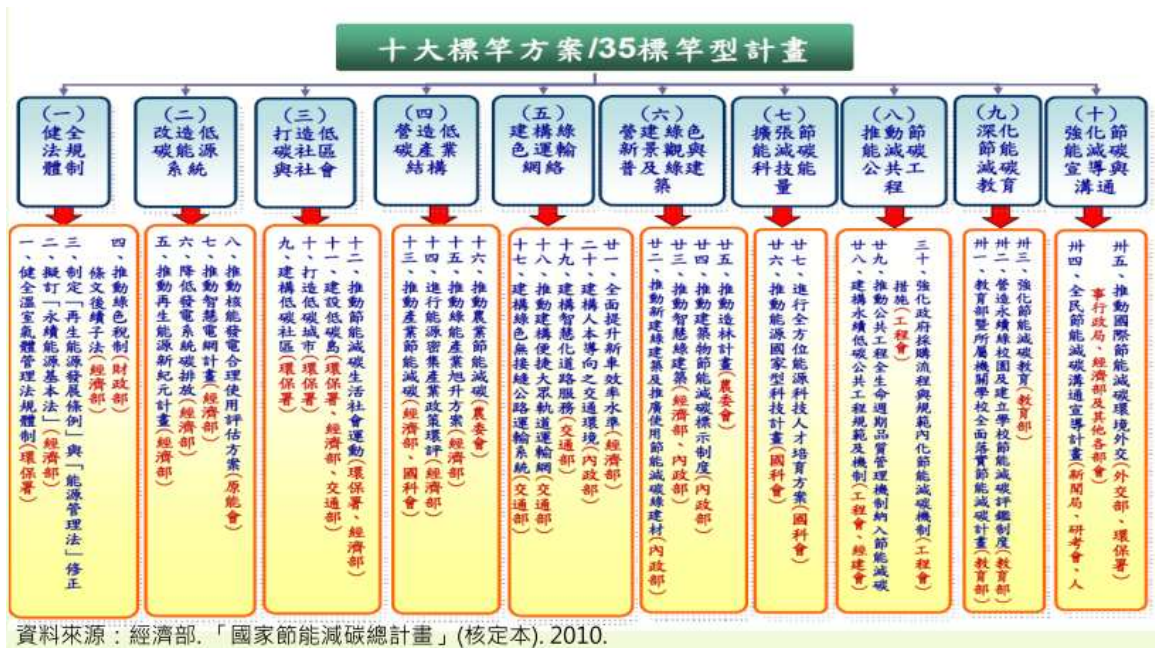 十大標竿方案/35標竿型計畫
(一)
健全
法規
體制
(二)
改造低
碳能源
系統
(三)
打造低
碳社區
與社會
(四)
營造低
碳產業
結構
(五)
建構綠
色運輸
網絡
(六)
營建綠色
新景觀與
普及綠建
築
(七)
擴張節
能減碳
科技能
量
(八)
推動節
能減碳
公共工
程
(九)
深化
節能
減碳
教育
(十)
強化節
能減碳
宣導與
溝通
一、健全溫室氣體管理法規體制(環保署)
二、擬訂「永續能源基本法」(經濟部)
三、制定「再生能源發展條例」與「能源管理法」修正
條文後續子法(經濟部)
四、推動綠色稅制(財政部)
五、推動再生能源新紀元計畫(經濟部)
六、降低發電系統碳排放(經濟部)
七、推動智慧電網計畫(經濟部)
八、推動核能發電合理使用評估方案(原能會)
九、建構低碳社區(環保署)
十、打造低碳城市(環保署)
十一、建設低碳島(環保署、經濟部、交通部)
十二、推動節能減碳生活社會運動(環保署、經濟部)
十三、推動產業節能減碳(經濟部、國科會)
十四、進行能源密集產業政策環評(經濟部)
十五、推動綠能產業旭升方案(經濟部)
十六、推動農業節能減碳(農委會)
十七、建構綠色無接縫公路運輸系統(交通部)
十八、推動建構便捷大眾軌道運輸網(交通部)
十九、建構智慧化道路服務(交通部)
二十、建構人本導向之交通環境(內政部)
廿一、全面提升新車效率水準(經濟部)
廿二、推動新建綠建築及推廣使用節能減碳綠建材(內政部)
廿三、推動智慧綠建築(經濟部、內政部)
廿四、推動建築物節能減碳標示制度(內政部)
廿五、推動造林計畫(農委會)
廿六、推動能源國家型科技計畫(國科會)
廿七、進行全方位能源科技人才培育方案(國科會)
廿八、建構永續低碳公共工程規範及機制(工程會、經建會)
廿九、推動公共工程全生命週期品質管理機制納入節能減碳
措施(工程會)
三十、強化政府採購流程與規範內化節能減碳機制(工程會)
卅一、教育部暨所屬機關學校全面落實節能減碳計畫(教育部)
卅二、營造永續綠校園及建立學校節能減碳評鑑制度(教育部)
卅三、強化節能減碳教育(教育部)
卅四、全民節能減碳溝通宣導計畫(新聞局、研考會、人
事行政局、經濟部及其他各部會)
卅五、推動國際節能減碳環境外交(外交部、環保署)
資料來源：經濟部.「國家節能減碳總計畫」(核定本). 2010.